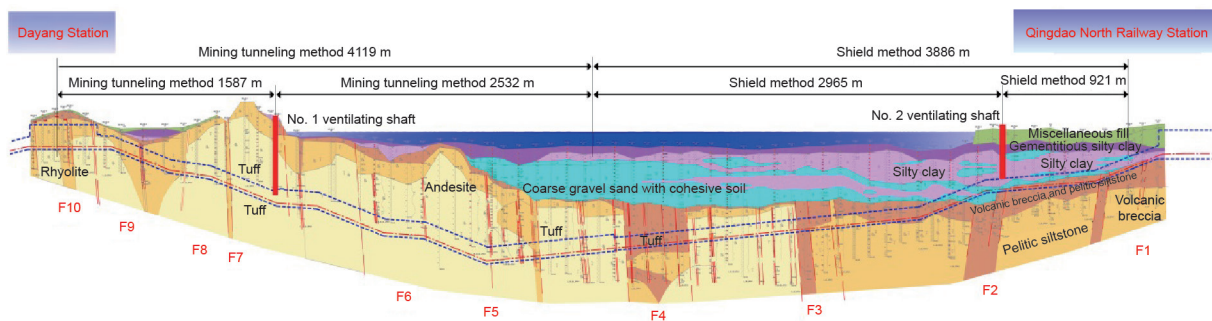 Dayang Station
Qingdao North Railway Station
Mining tunneling method 4119 m
Shield method 3886 m
Mining tunneling method 1587 m
Mining tunneling method 2532 m
Shield method 2965 m
Shield method 921 m
No. 1 ventilating shaft
No. 2 ventilating shaft
Miscellaneous fill
Gementitious silty clay
Silty clay
Silty clay
Rhyolite
Tuff
Tuff
Andesite
Coarse gravel sand with cohesive soil
Volcanic breccia and pelitic siltstone
Volcanic
breccia
Tuff
Tuff
Pelitic siltstone
F10
F9
F8
F7
F6
F5
F4
F3
F2
F1